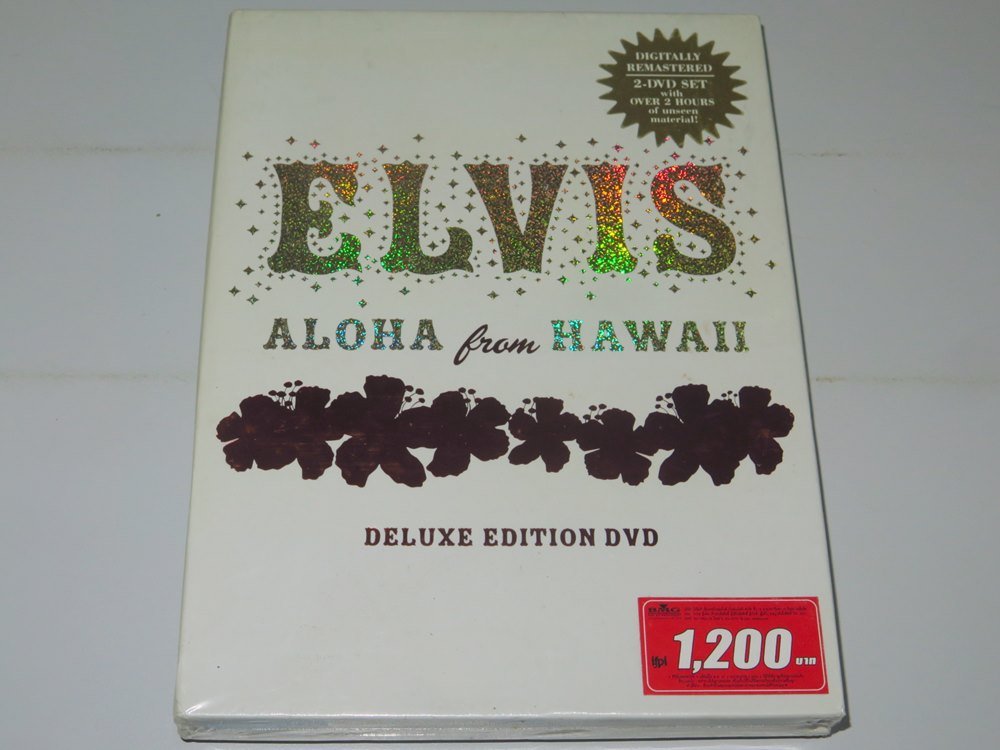 DIGITALLY
REMASTERED
2-DVD SET
with
OVER 2 HOURS
of unseen
material!
ELVIS
ALOHA from HAWAII
DELUXE EDITION DVD
BMG
ifpi 1,200 บาท